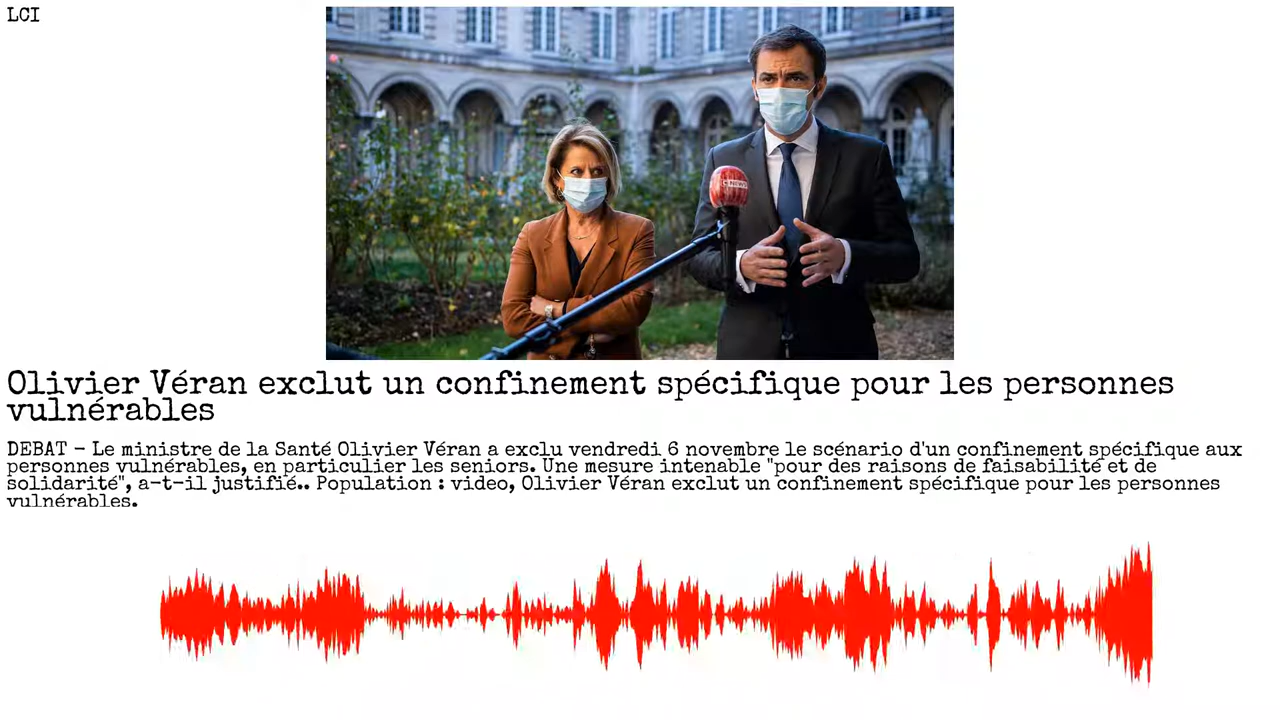 LCI
NEWS
Olivier Véran exclut un confinement spécifique pour les personnes
vulnérables
DEBAT - Le ministre de la Santé Olivier Véran a exclu vendredi 6 novembre le scénario d'un confinement spécifique aux
personnes vulnérables, en particulier les seniors. Une mesure intenable "pour des raisons de faisabilité et de
solidarité", a-t-il justifié.. Population : video, Olivier Véran exclut un confinement spécifique pour les personnes
vulnérables.